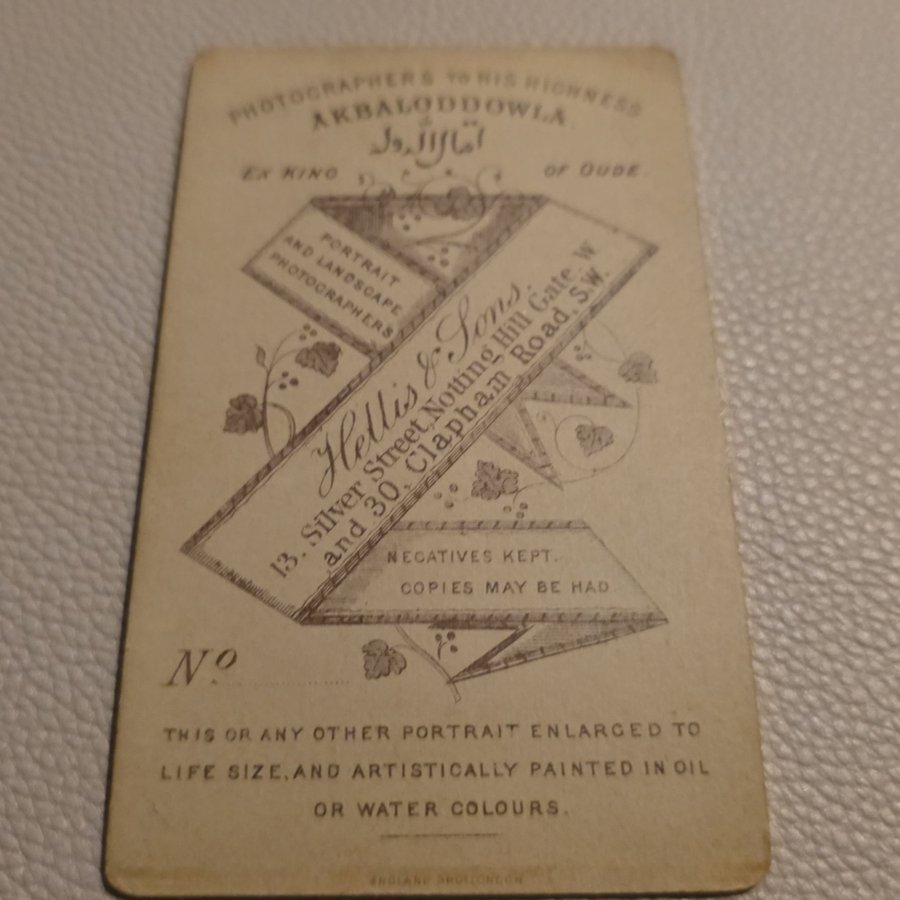 PHOTOGRAPHERS TO HIS HIGHNESS
AKBALODDOWLA.
EX KING OF OUDE.
PORTRAIT
AND LANDSCAPE
PHOTOGRAPHERS
Hellis & Sons.
13. Silver Street, Notting Hill Gate W
and 30, Clapham Road, S.W.
NEGATIVES KEPT.
COPIES MAY BE HAD
No.
THIS OR ANY OTHER PORTRAIT ENLARGED TO
LIFE SIZE, AND ARTISTICALLY PAINTED IN OIL
OR WATER COLOURS.